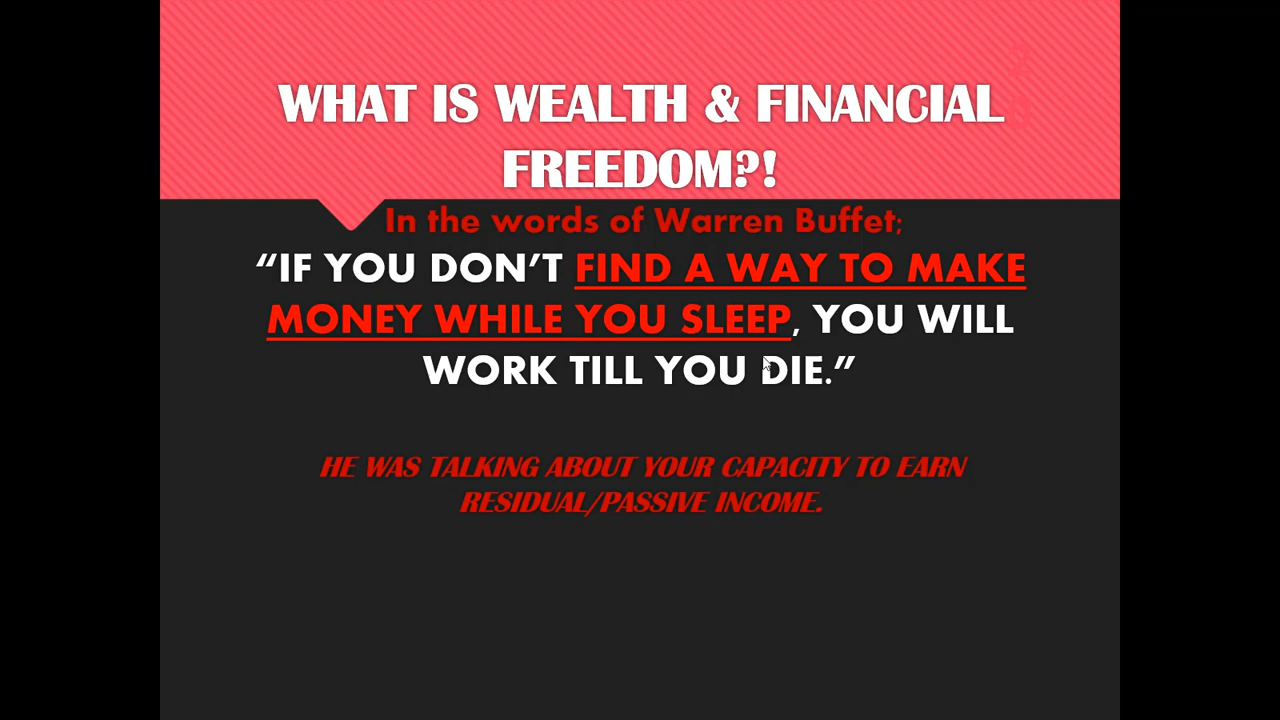 WHAT IS WEALTH & FINANCIAL
FREEDOM?!
In the words of Warren Buffet;
“IF YOU DON’T FIND A WAY TO MAKE
MONEY WHILE YOU SLEEP, YOU WILL
WORK TILL YOU DIE.”
HE WAS TALKING ABOUT YOUR CAPACITY TO EARN
RESIDUAL/PASSIVE INCOME.